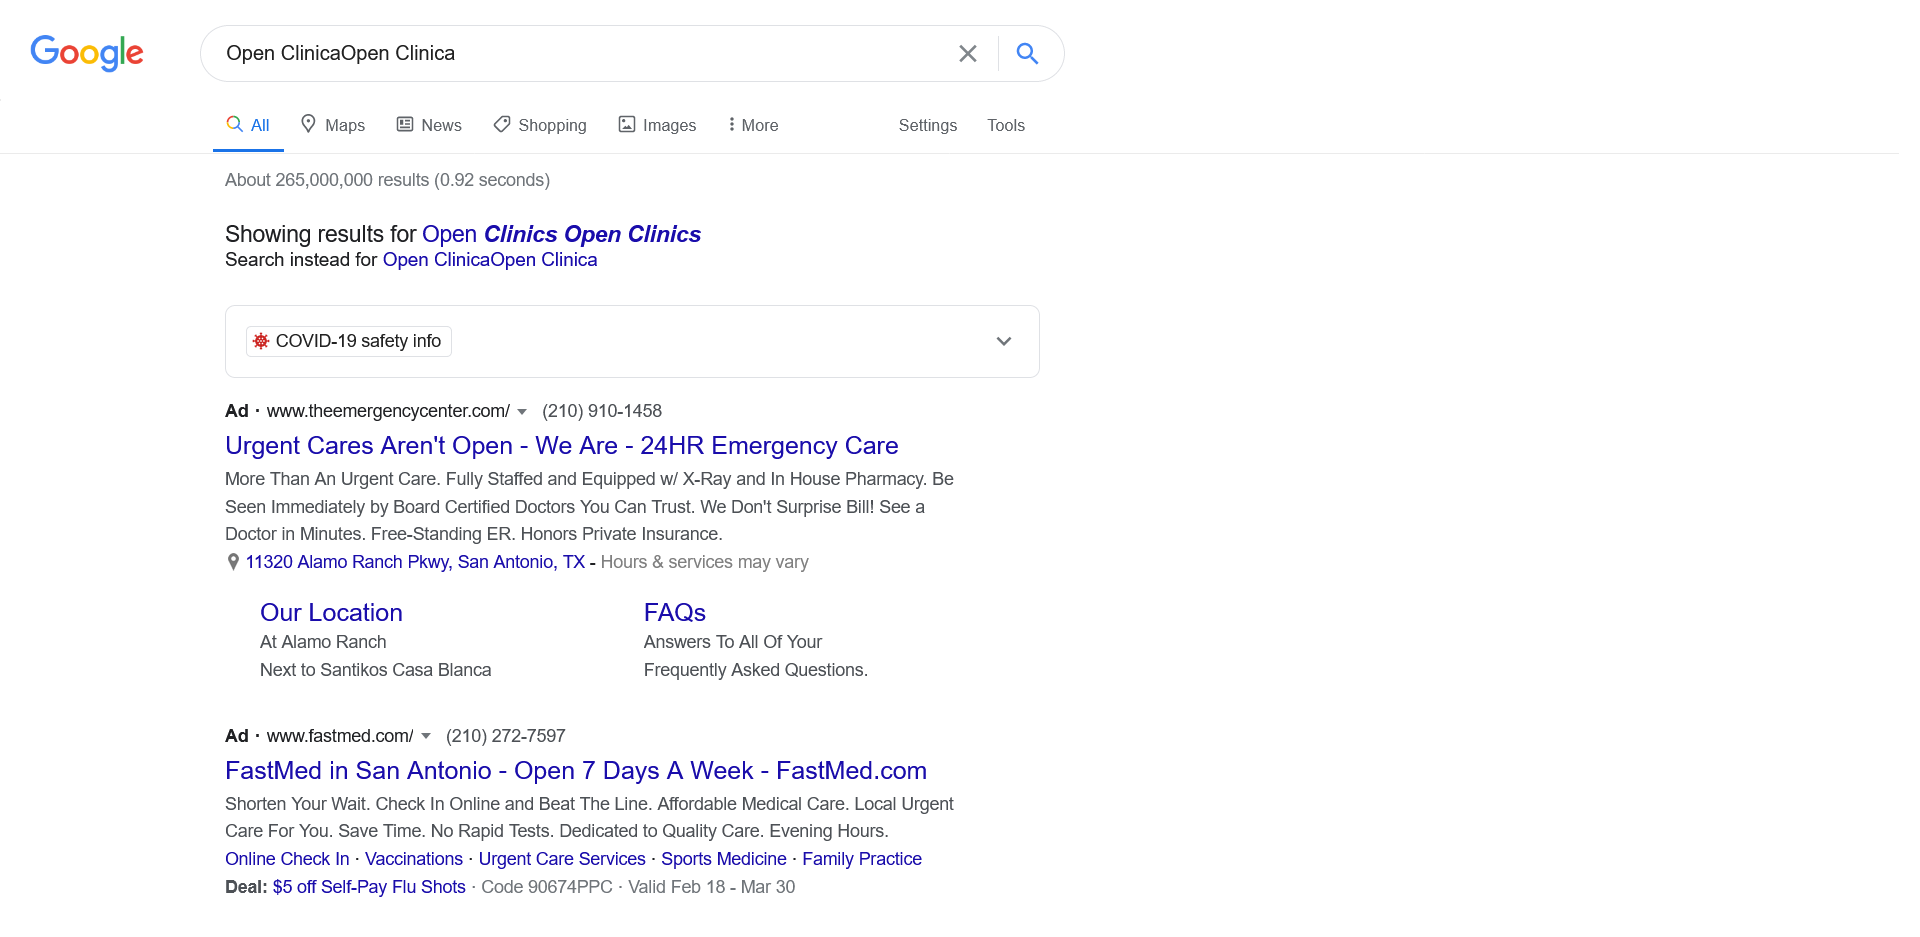 Google
Open ClinicaOpen Clinica
All Maps News Shopping Images More Settings Tools
About 265,000,000 results (0.92 seconds)
Showing results for Open Clinics Open Clinics
Search instead for Open ClinicaOpen Clinica
COVID-19 safety info
Ad · www.theemergencycenter.com/ (210) 910-1458
Urgent Cares Aren't Open - We Are - 24HR Emergency Care
More Than An Urgent Care. Fully Staffed and Equipped w/ X-Ray and In House Pharmacy. Be
Seen Immediately by Board Certified Doctors You Can Trust. We Don't Surprise Bill! See a
Doctor in Minutes. Free-Standing ER. Honors Private Insurance.
11320 Alamo Ranch Pkwy, San Antonio, TX - Hours & services may vary
Our Location
At Alamo Ranch
Next to Santikos Casa Blanca
FAQs
Answers To All Of Your
Frequently Asked Questions.
Ad · www.fastmed.com/ (210) 272-7597
FastMed in San Antonio - Open 7 Days A Week - FastMed.com
Shorten Your Wait. Check In Online and Beat The Line. Affordable Medical Care. Local Urgent
Care For You. Save Time. No Rapid Tests. Dedicated to Quality Care. Evening Hours.
Online Check In · Vaccinations · Urgent Care Services · Sports Medicine · Family Practice
Deal: $5 off Self-Pay Flu Shots · Code 90674PPC · Valid Feb 18 - Mar 30